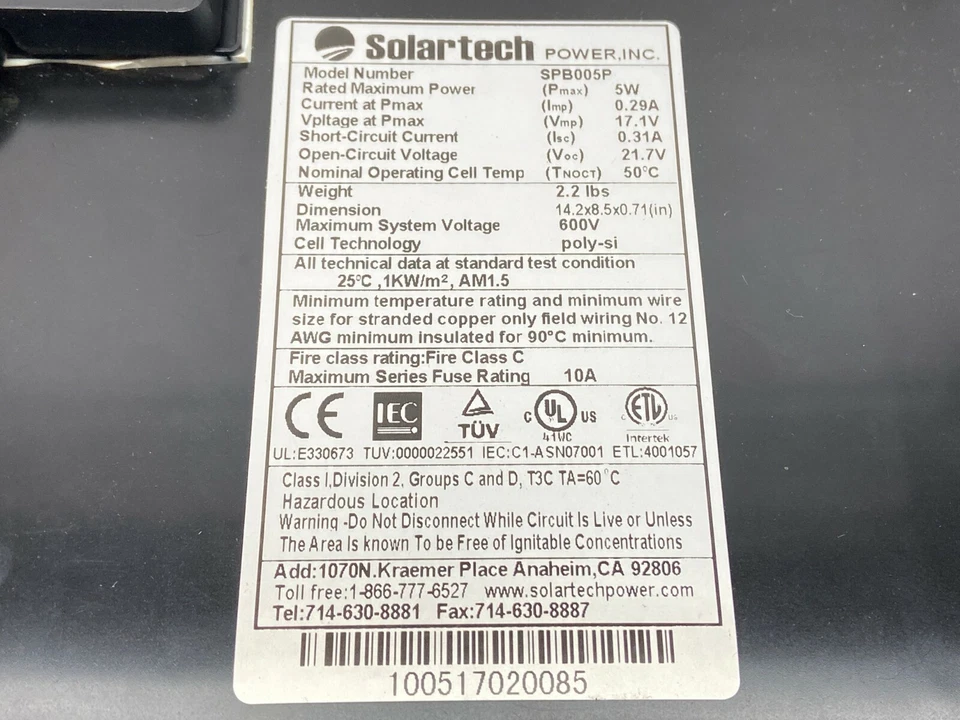 Solartech POWER,INC.
Model Number SPB005P
Rated Maximum Power (Pmax) 5W
Current at Pmax (Imp) 0.29A
Vpltage at Pmax (Vmp) 17.1V
Short-Circuit Current (Isc) 0.31A
Open-Circuit Voltage (Voc) 21.7V
Nominal Operating Cell Temp (TNOCT) 50°C
Weight 2.2 lbs
Dimension 14.2x8.5x0.71(in)
Maximum System Voltage 600V
Cell Technology poly-si
All technical data at standard test condition
25°C ,1KW/m², AM1.5
Minimum temperature rating and minimum wire
size for stranded copper only field wiring No. 12
AWG minimum insulated for 90°C minimum.
Fire class rating:Fire Class C
Maximum Series Fuse Rating 10A
CE IEC TÜV C UL US 41WC ETL US Intertek
UL:E330673 TUV:0000022551 IEC:C1-ASN07001 ETL:4001057
Class I,Division 2, Groups C and D, T3C TA=60°C
Hazardous Location
Warning -Do Not Disconnect While Circuit Is Live or Unless
The Area Is known To be Free of Ignitable Concentrations
Add:1070N.Kraemer Place Anaheim,CA 92806
Toll free:1-866-777-6527 www.solartechpower.com
Tel:714-630-8881 Fax:714-630-8887
100517020085